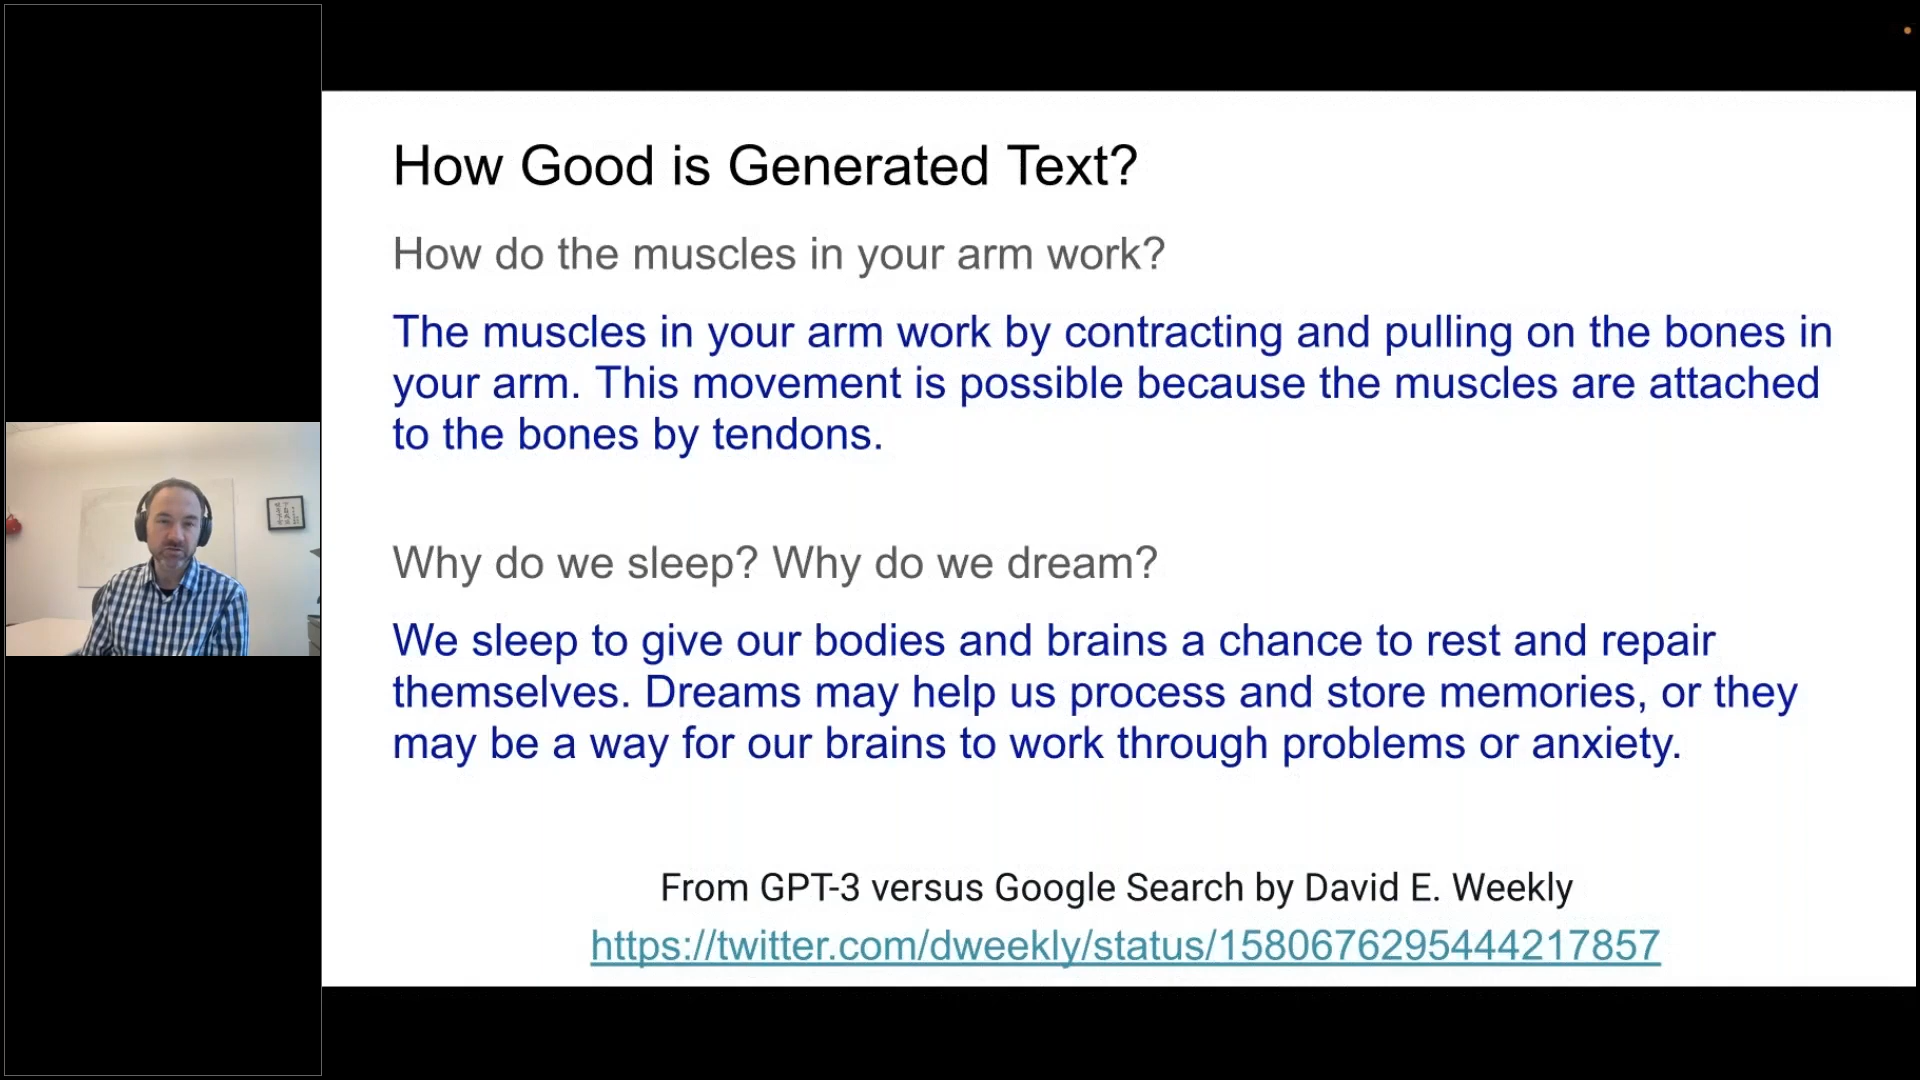 How Good is Generated Text?
How do the muscles in your arm work?
The muscles in your arm work by contracting and pulling on the bones in
your arm. This movement is possible because the muscles are attached
to the bones by tendons.
Why do we sleep? Why do we dream?
We sleep to give our bodies and brains a chance to rest and repair
themselves. Dreams may help us process and store memories, or they
may be a way for our brains to work through problems or anxiety.
From GPT-3 versus Google Search by David E. Weekly
https://twitter.com/dweekly/status/1580676295444217857